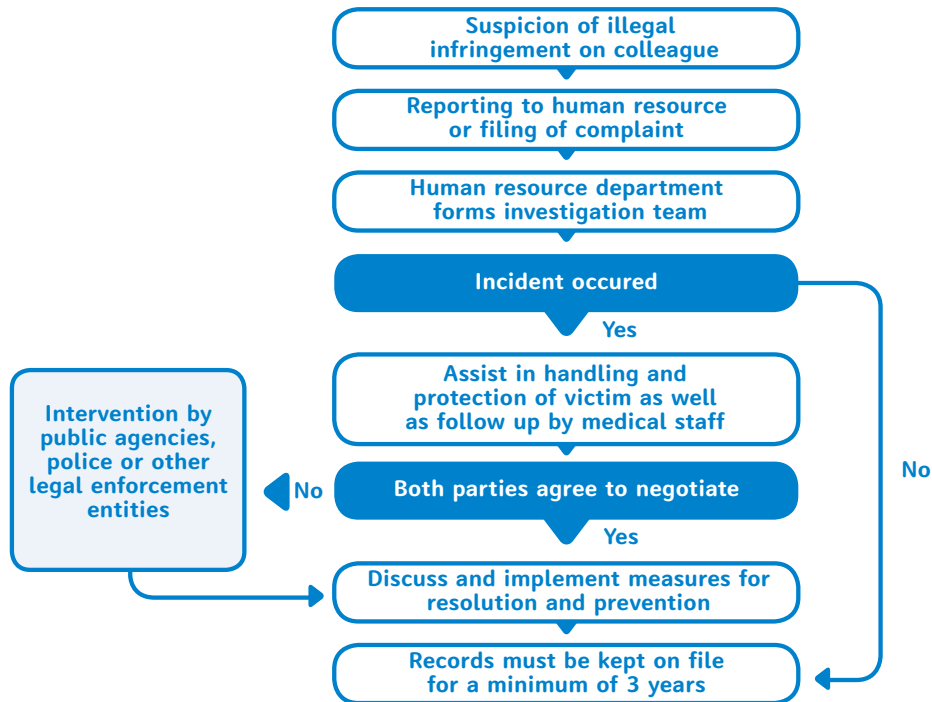 Suspicion of illegal
infringement on colleague
Reporting to human resource
or filing of complaint
Human resource department
forms investigation team
Incident occured
Yes
Assist in handling and
protection of victim as well
as follow up by medical staff
No
Both parties agree to negotiate
No
Intervention by
public agencies,
police or other
legal enforcement
entities
Yes
Discuss and implement measures for
resolution and prevention
Records must be kept on file
for a minimum of 3 years